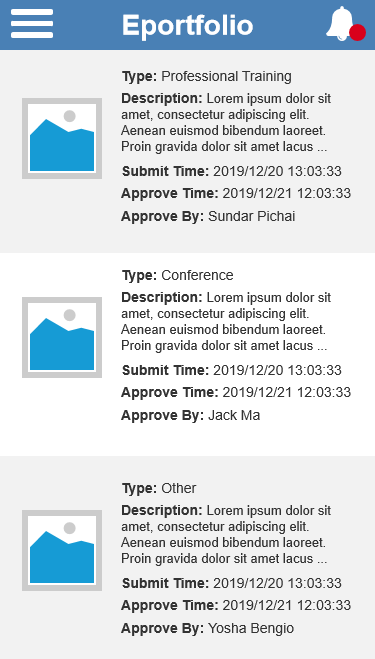 Eportfolio
Type: Professional Training
Description: Lorem ipsum dolor sit
amet, consectetur adipiscing elit.
Aenean euismod bibendum laoreet.
Proin gravida dolor sit amet lacus ...
Submit Time: 2019/12/20 13:03:33
Approve Time: 2019/12/21 12:03:33
Approve By: Sundar Pichai
Type: Conference
Description: Lorem ipsum dolor sit
amet, consectetur adipiscing elit.
Aenean euismod bibendum laoreet.
Proin gravida dolor sit amet lacus ...
Submit Time: 2019/12/20 13:03:33
Approve Time: 2019/12/21 12:03:33
Approve By: Jack Ma
Type: Other
Description: Lorem ipsum dolor sit
amet, consectetur adipiscing elit.
Aenean euismod bibendum laoreet.
Proin gravida dolor sit amet lacus ...
Submit Time: 2019/12/20 13:03:33
Approve Time: 2019/12/21 12:03:33
Approve By: Yosha Bengio